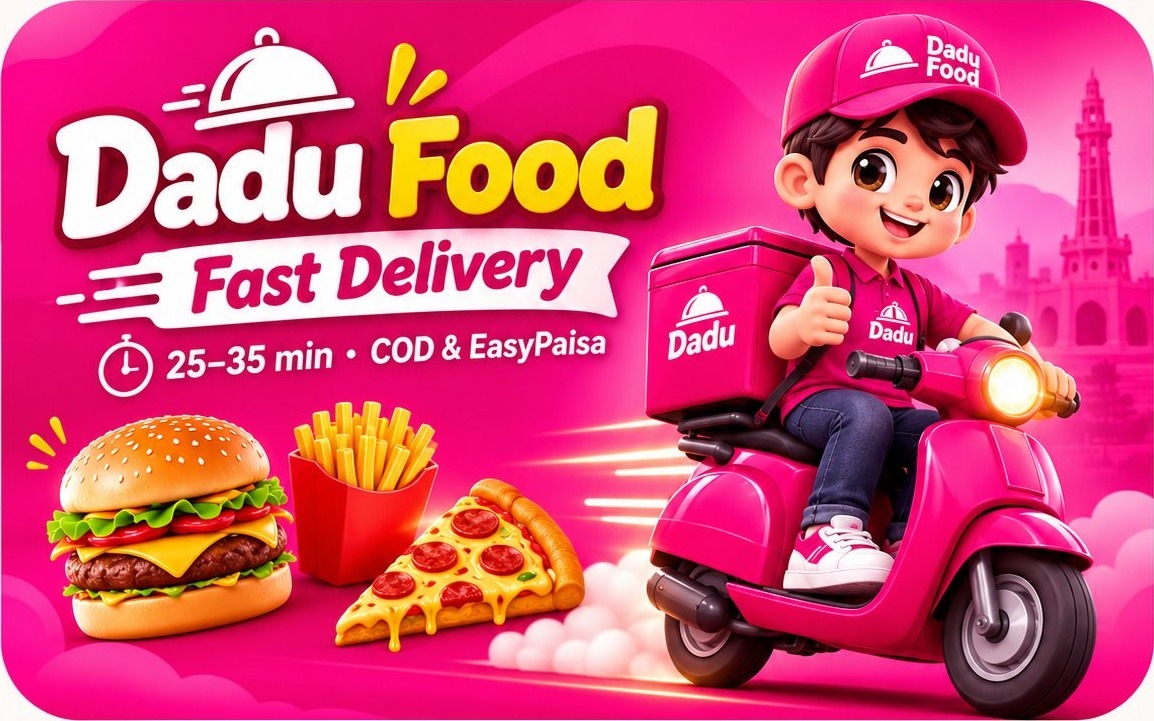 Dadu Food
Fast Delivery
25–35 min • COD & EasyPaisa
Dadu
Food
Dadu
Dadu